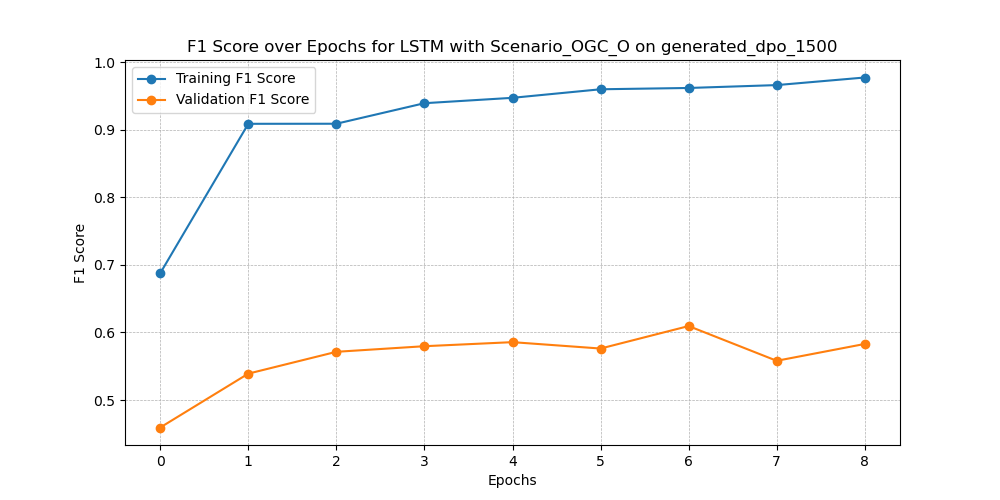 F1 Score over Epochs for LSTM with Scenario_OGC_O on generated_dpo_1500
Training F1 Score
Validation F1 Score
F1 Score
1.0
0.9
0.8
0.7
0.6
0.5
0 1 2 3 4 5 6 7 8
Epochs